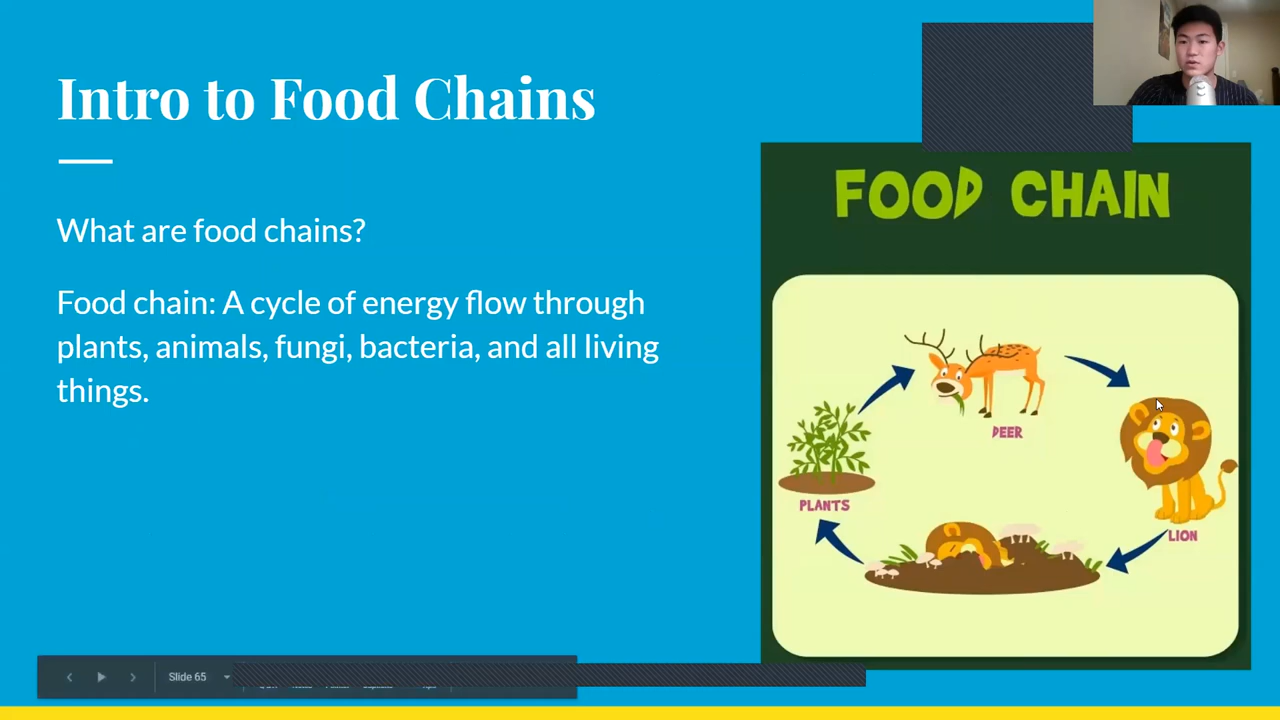 Intro to Food Chains
What are food chains?
Food chain: A cycle of energy flow through
plants, animals, fungi, bacteria, and all living
things.
FOOD CHAIN
DEER
PLANTS
LION
Slide 65